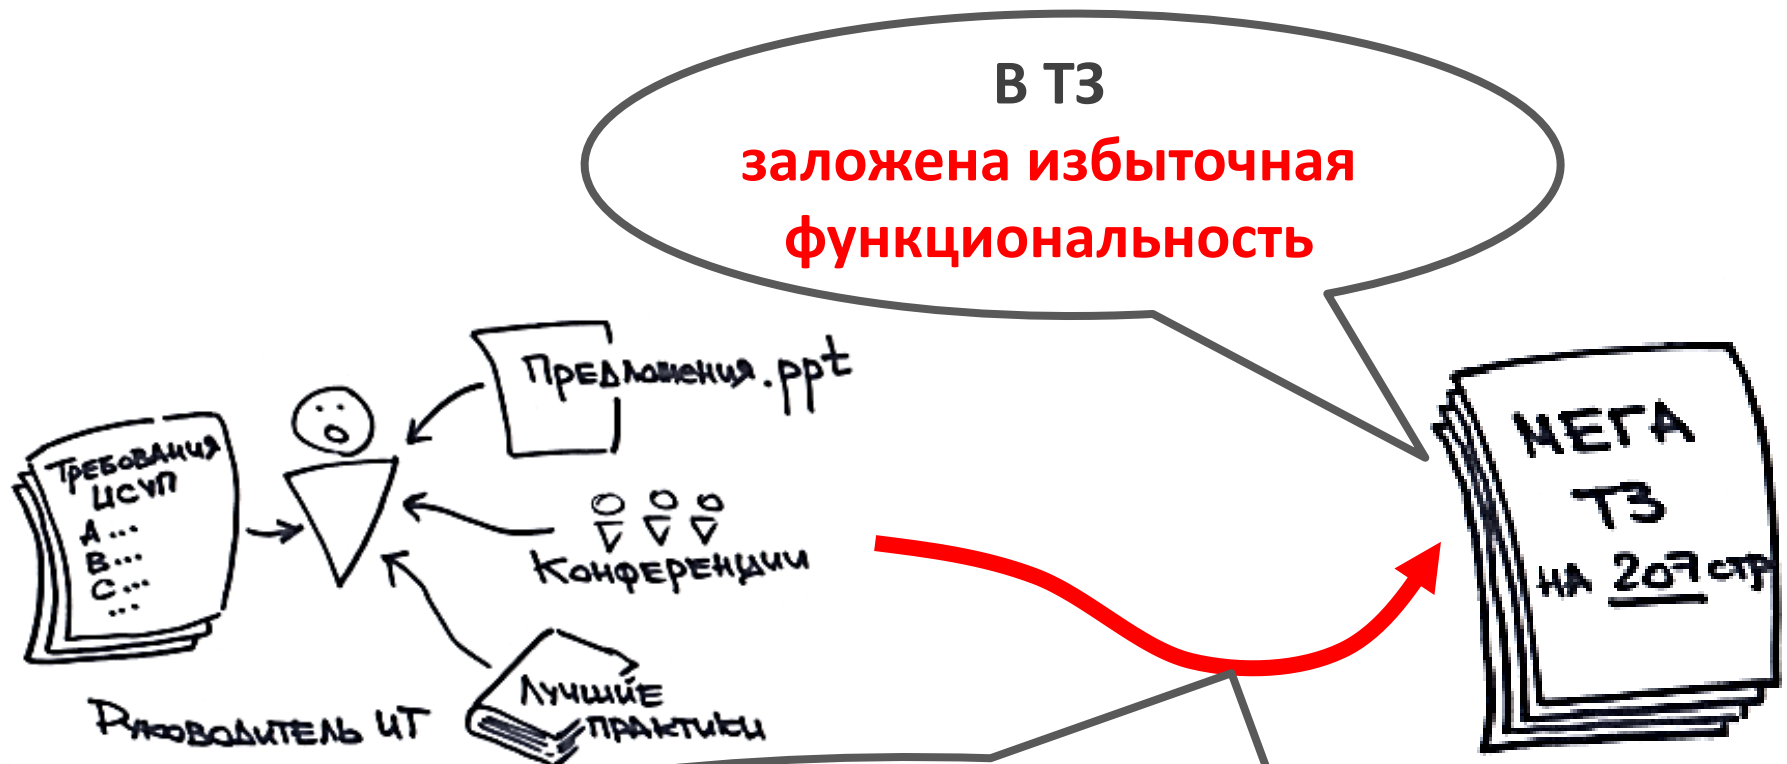 В ТЗ
заложена избыточная
функциональность
Предложения.ppt
Требования
ИСУП
А...
В...
С...
...
Конференции
Лучшие
практики
Руководитель ИТ
МЕГА
ТЗ
на 207 стр